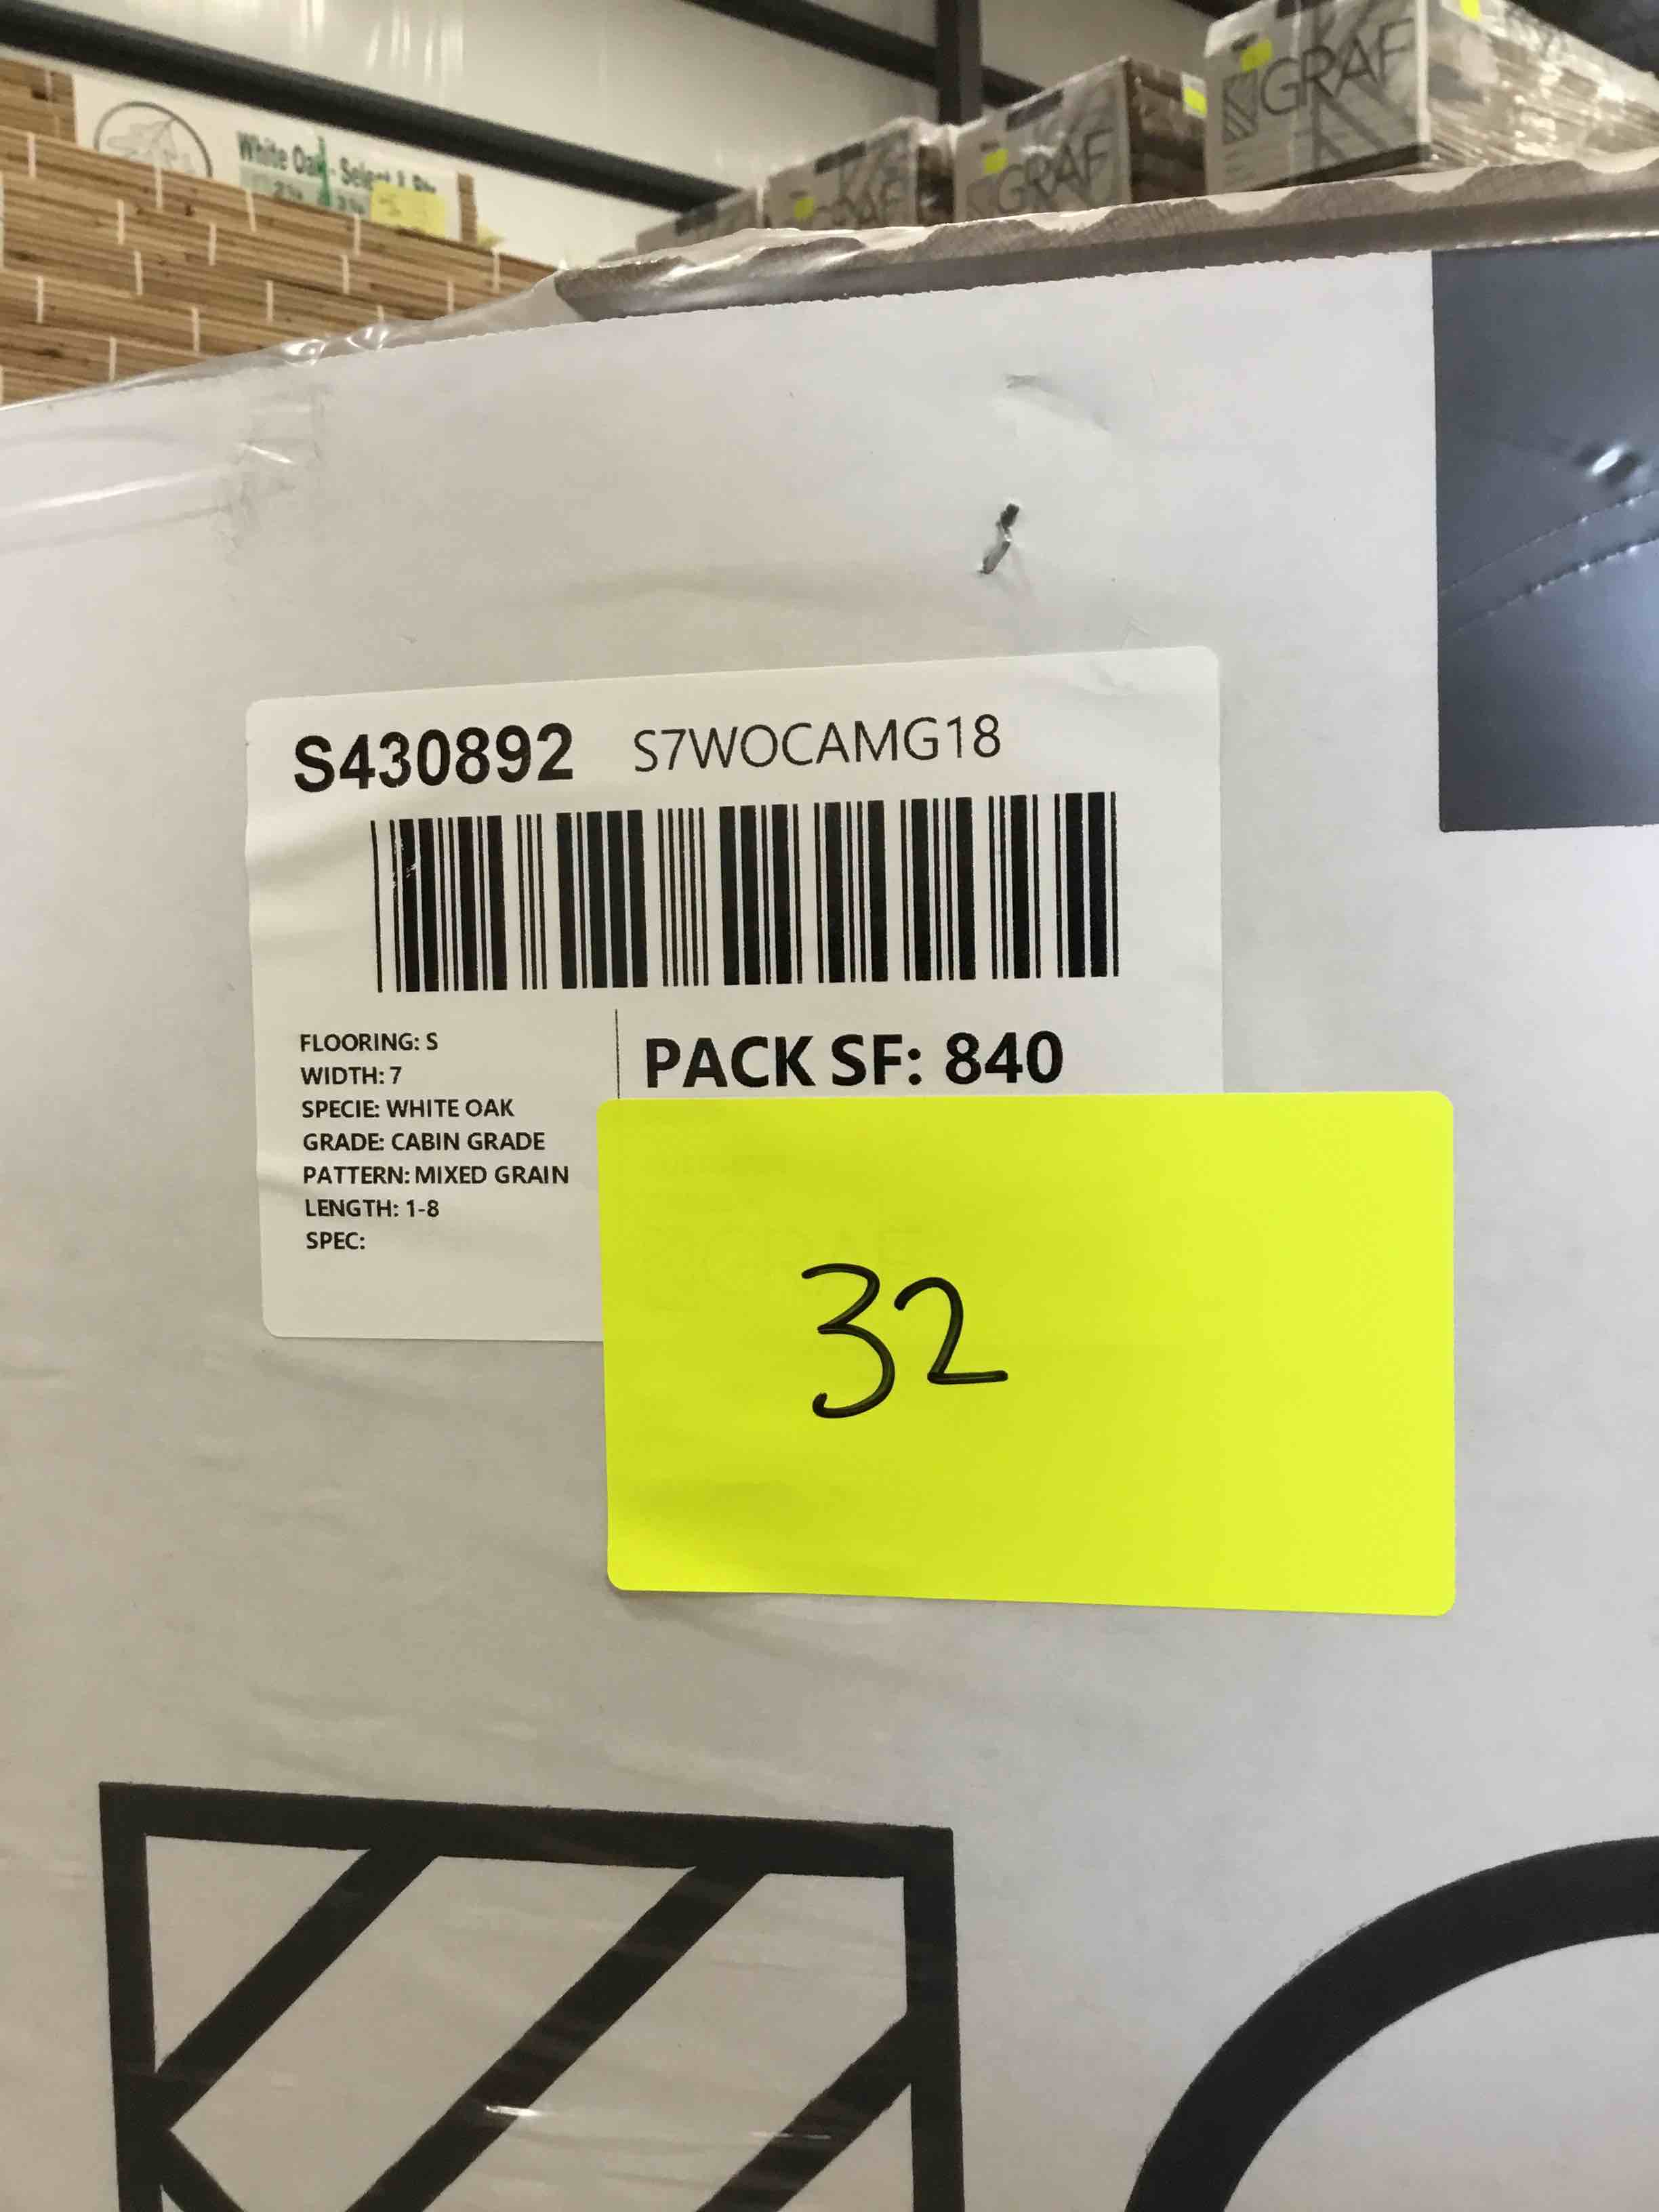 White Oak - Select &
GRAF
GRAF
GRAF
S430892 S7WOCAMG18
FLOORING: S
WIDTH: 7
SPECIE: WHITE OAK
GRADE: CABIN GRADE
PATTERN: MIXED GRAIN
LENGTH: 1-8
SPEC:
PACK SF: 840
32